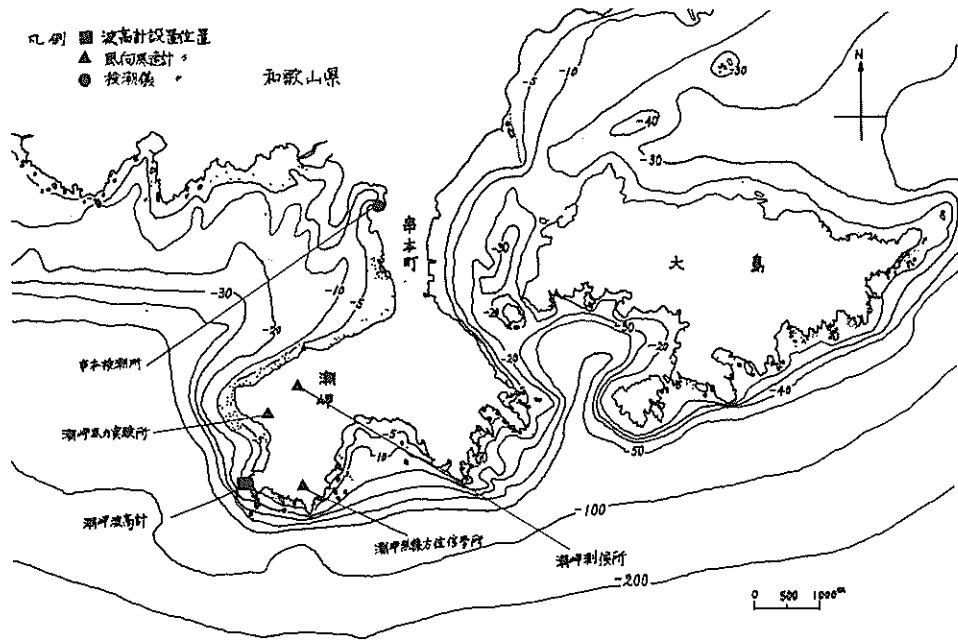 凡例 ■ 波高計設置位置
▲ 風向風速計 〃
● 検潮儀 〃
和歌山県
N
串本町
大島
潮岬
串本検潮所
潮岬風力実験所
潮岬波高計
潮岬無線方位信号所
潮岬測候所
-5
-10
-30
-40
-30
-30
-20
-10
-5
-30
-20
-20
-50
-20
-40
-50
-5
-10
-100
-200
0 500 1000m